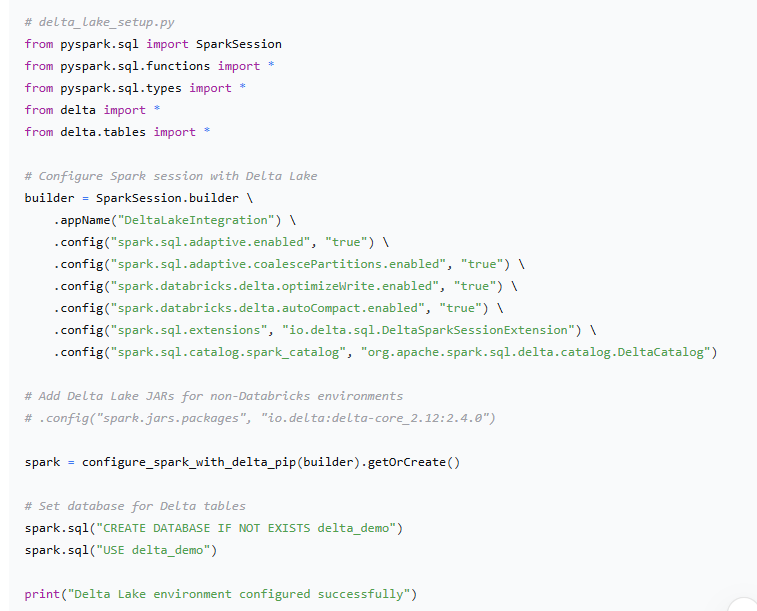 # delta_lake_setup.py
from pyspark.sql import SparkSession
from pyspark.sql.functions import *
from pyspark.sql.types import *
from delta import *
from delta.tables import *

# Configure Spark session with Delta Lake
builder = SparkSession.builder \
    .appName("DeltaLakeIntegration") \
    .config("spark.sql.adaptive.enabled", "true") \
    .config("spark.sql.adaptive.coalescePartitions.enabled", "true") \
    .config("spark.databricks.delta.optimizeWrite.enabled", "true") \
    .config("spark.databricks.delta.autoCompact.enabled", "true") \
    .config("spark.sql.extensions", "io.delta.sql.DeltaSparkSessionExtension") \
    .config("spark.sql.catalog.spark_catalog", "org.apache.spark.sql.delta.catalog.DeltaCatalog")

# Add Delta Lake JARs for non-Databricks environments
# .config("spark.jars.packages", "io.delta:delta-core_2.12:2.4.0")

spark = configure_spark_with_delta_pip(builder).getOrCreate()

# Set database for Delta tables
spark.sql("CREATE DATABASE IF NOT EXISTS delta_demo")
spark.sql("USE delta_demo")

print("Delta Lake environment configured successfully")